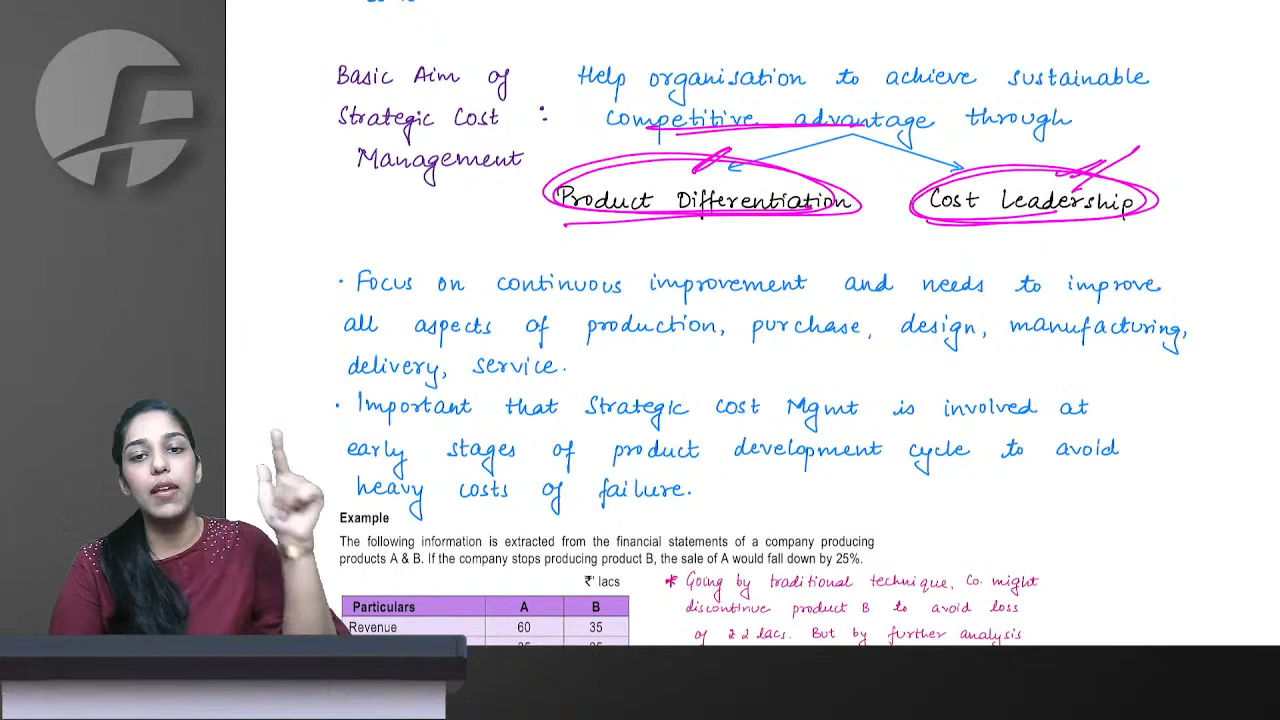 Basic Aim of Help organisation to achieve sustainable
Strategic Cost : competitive advantage through
Management
Product Differentiation Cost Leadership
· Focus on continuous improvement and needs to improve
all aspects of production, purchase, design, manufacturing,
delivery, service.
· Important that Strategic Cost Mgmt is involved at
early stages of product development cycle to avoid
heavy costs of failure.
Example
The following information is extracted from the financial statements of a company producing
products A & B. If the company stops producing product B, the sale of A would fall down by 25%.
₹' lacs
Particulars A B
Revenue 60 35
* Going by traditional technique, Co. might
discontinue product B to avoid loss
of ₹ 2 lacs. But by further analysis